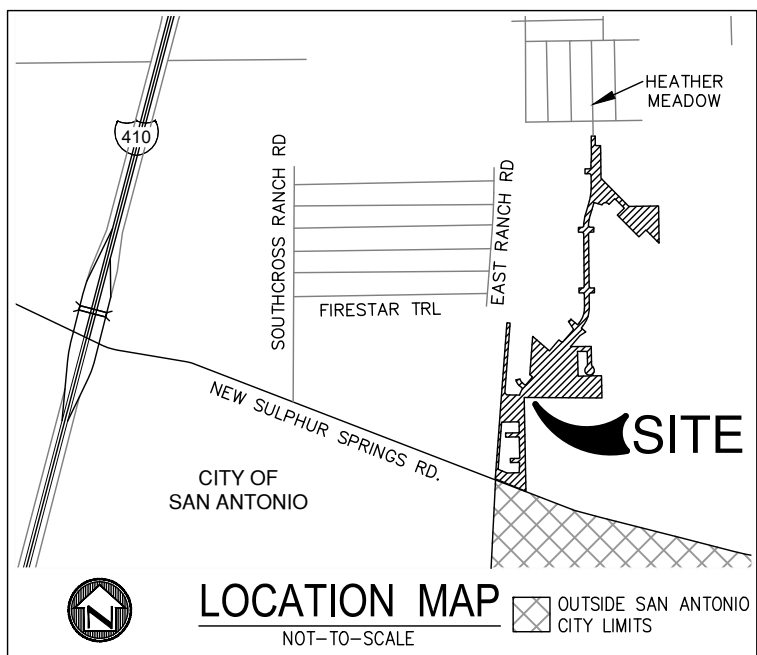 HEATHER
MEADOW
410
SOUTHCROSS RANCH RD
EAST RANCH RD
FIRESTAR TRL
NEW SULPHUR SPRINGS RD.
SITE
CITY OF
SAN ANTONIO
N
LOCATION MAP
NOT-TO-SCALE
OUTSIDE SAN ANTONIO
CITY LIMITS